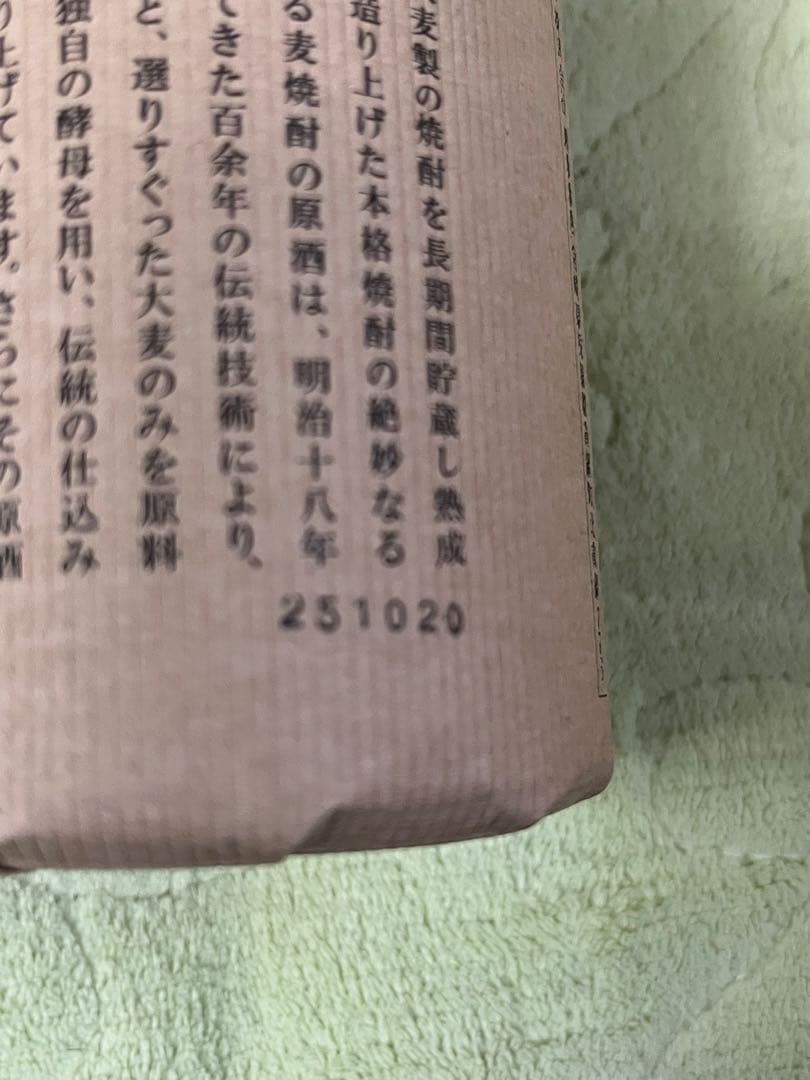 麦製の焼酎を長期間貯蔵し熟成
造り上げた本格焼酎の絶妙なる
る麦焼酎の原酒は、明治十八年
てきた百余年の伝統技術により、
と、選りすぐった大麦のみを原料
独自の酵母を用い、伝統の仕込み
り上げています。さらにその原酒
251020